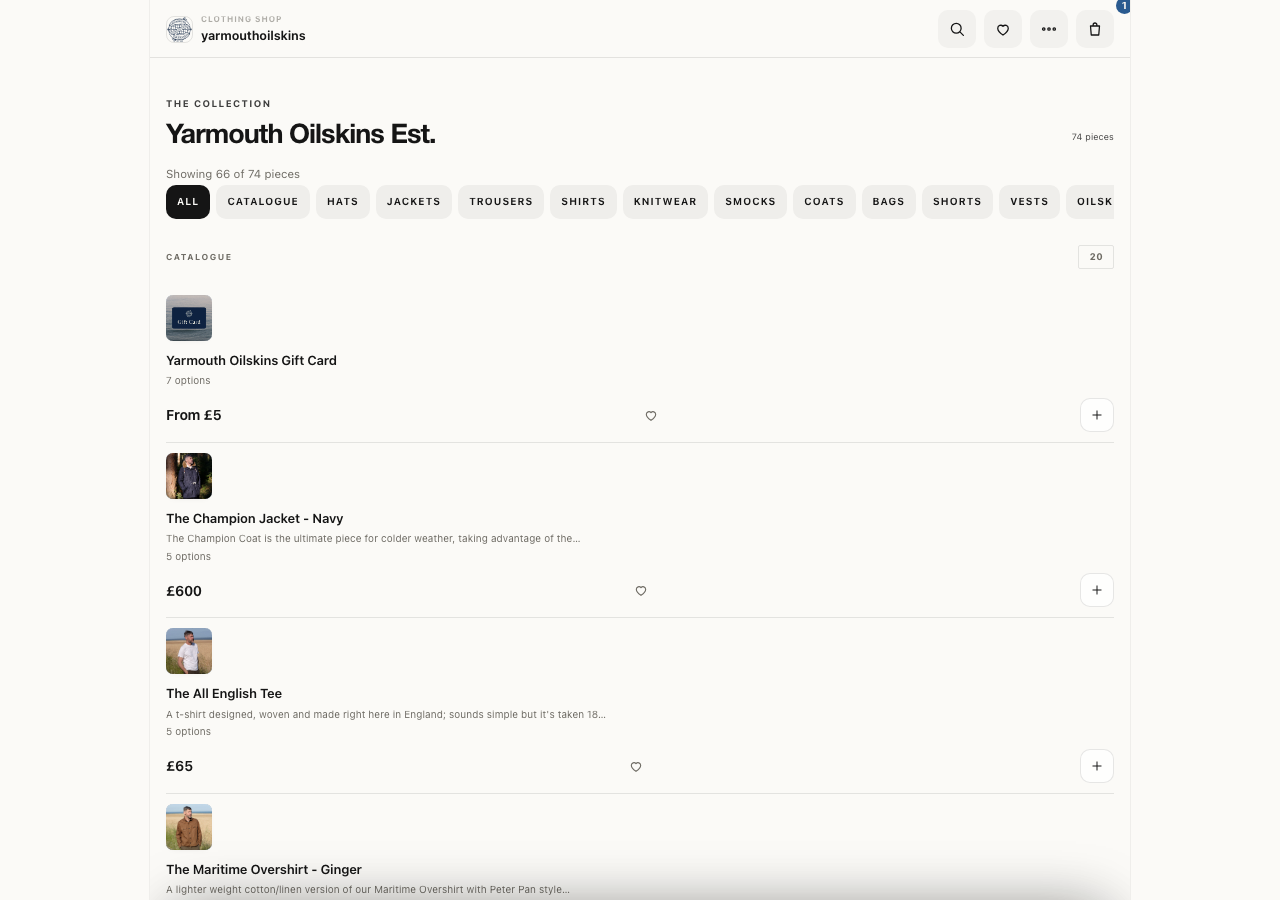 CLOTHING SHOP
yarmouthoilskins
1
THE COLLECTION
Yarmouth Oilskins Est.
74 pieces
Showing 66 of 74 pieces
ALL CATALOGUE HATS JACKETS TROUSERS SHIRTS KNITWEAR SMOCKS COATS BAGS SHORTS VESTS OILSK
CATALOGUE
20
Gift Card
Yarmouth Oilskins Gift Card
7 options
From £5
The Champion Jacket - Navy
The Champion Coat is the ultimate piece for colder weather, taking advantage of the...
5 options
£600
The All English Tee
A t-shirt designed, woven and made right here in England; sounds simple but it's taken 18...
5 options
£65
The Maritime Overshirt - Ginger
A lighter weight cotton/linen version of our Maritime Overshirt with Peter Pan style...